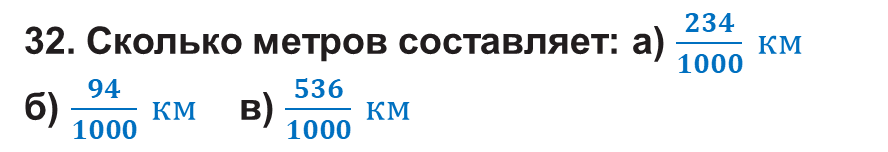 32. Сколько метров составляет: а) 234/1000 км
б) 94/1000 км в) 536/1000 км